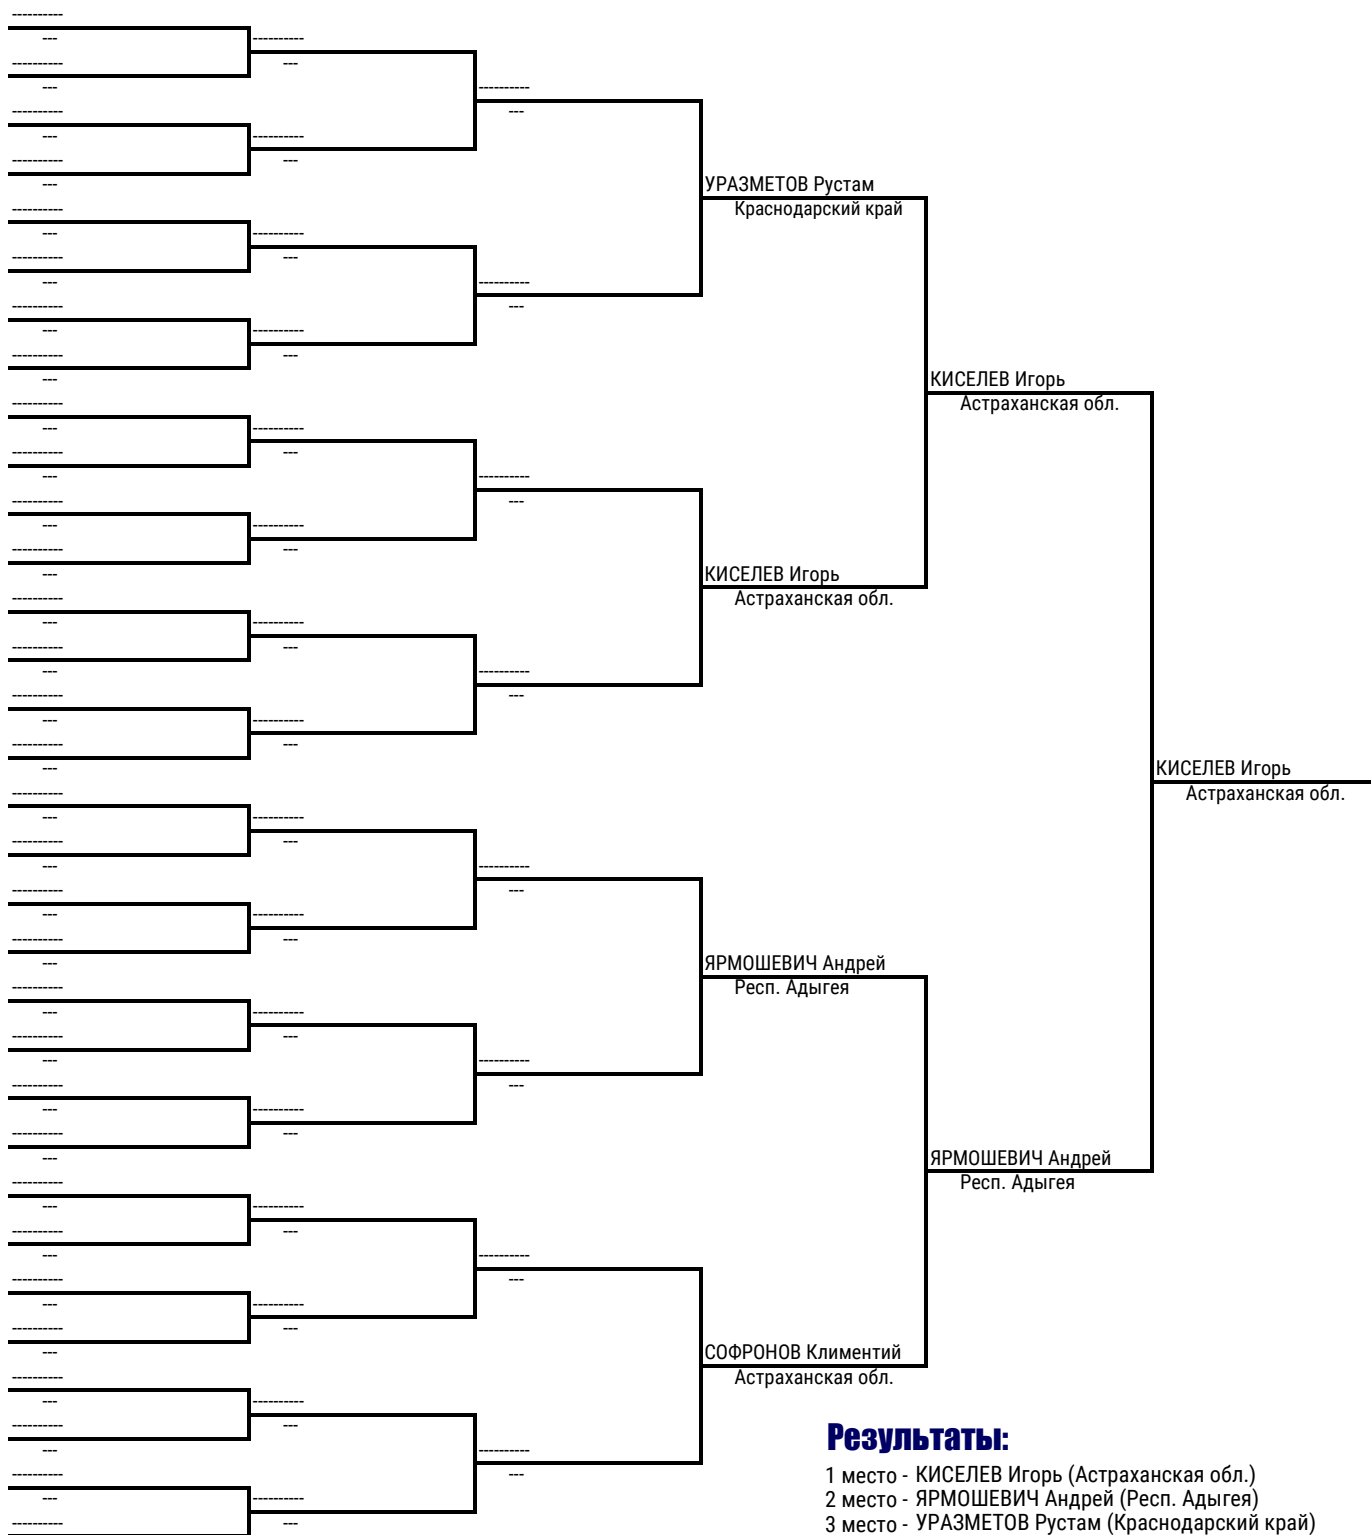 УРАЗМЕТОВ Рустам
Краснодарский край
КИСЕЛЕВ Игорь
Астраханская обл.
КИСЕЛЕВ Игорь
Астраханская обл.
КИСЕЛЕВ Игорь
Астраханская обл.
ЯРМОШЕВИЧ Андрей
Респ. Адыгея
ЯРМОШЕВИЧ Андрей
Респ. Адыгея
СОФРОНОВ Климентий
Астраханская обл.
Результаты:
1 место - КИСЕЛЕВ Игорь (Астраханская обл.)
2 место - ЯРМОШЕВИЧ Андрей (Респ. Адыгея)
3 место - УРАЗМЕТОВ Рустам (Краснодарский край)